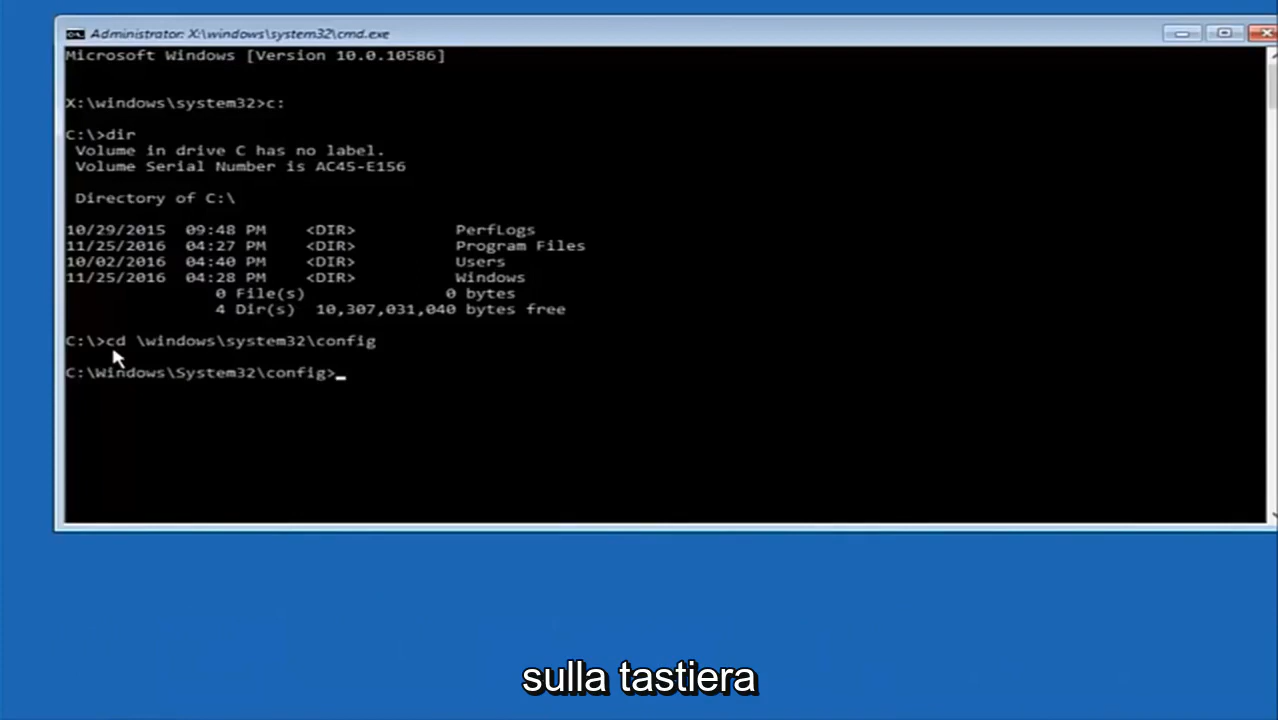 Administrator: X:\windows\system32\cmd.exe
Microsoft Windows [Version 10.0.10586]
X:\windows\system32>c:
C:\>dir
Volume in drive C has no label.
Volume Serial Number is AC45-E156
Directory of C:\
10/29/2015 09:48 PM <DIR> PerfLogs
11/25/2016 04:27 PM <DIR> Program Files
10/02/2016 04:40 PM <DIR> Users
11/25/2016 04:28 PM <DIR> Windows
0 File(s) 0 bytes
4 Dir(s) 10,307,031,040 bytes free
C:\>cd \windows\system32\config
C:\Windows\System32\config>_
sulla tastiera